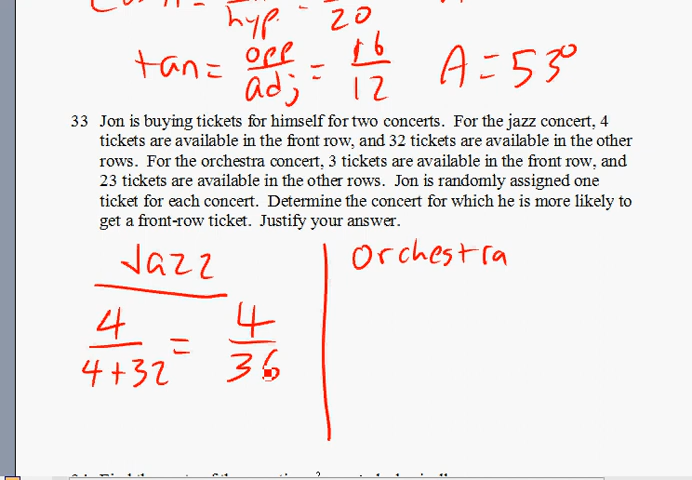 hyp. 20
tan = opp/adj = 16/12 A = 53°
33 Jon is buying tickets for himself for two concerts. For the jazz concert, 4
tickets are available in the front row, and 32 tickets are available in the other
rows. For the orchestra concert, 3 tickets are available in the front row, and
23 tickets are available in the other rows. Jon is randomly assigned one
ticket for each concert. Determine the concert for which he is more likely to
get a front-row ticket. Justify your answer.
Jazz
Orchestra
4/4+32 = 4/36